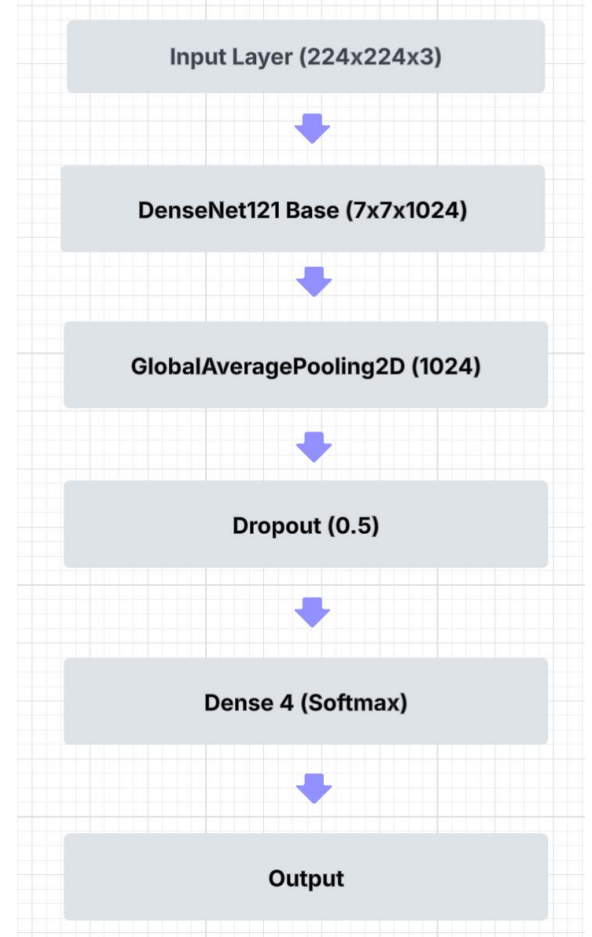 Input Layer (224x224x3)
DenseNet121 Base (7x7x1024)
GlobalAveragePooling2D (1024)
Dropout (0.5)
Dense 4 (Softmax)
Output